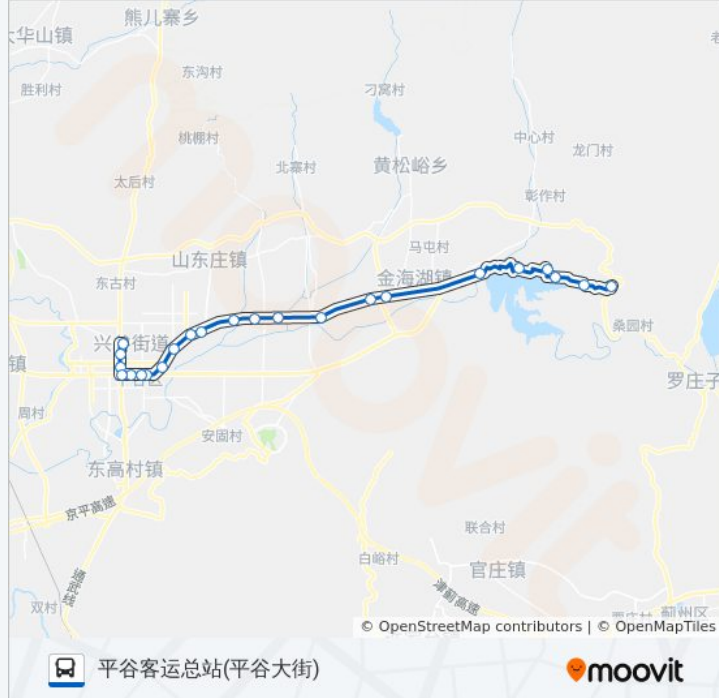 熊儿寨乡
大华山镇
东沟村
胜利村
刁窝村
桃棚村
中心村
龙门村
黄松峪乡
北寨村
太后村
彰作村
马屯村
山东庄镇
金海湖镇
东古村
桑园村
兴谷街道
镇
罗庄子
周村
安固村
东高村镇
京平高速
联合村
白峪村
官庄镇
通武线
津蓟高速
双村
蓟州区
© OpenStreetMap contributors | © OpenMapTiles
平谷客运总站(平谷大街)
moovit